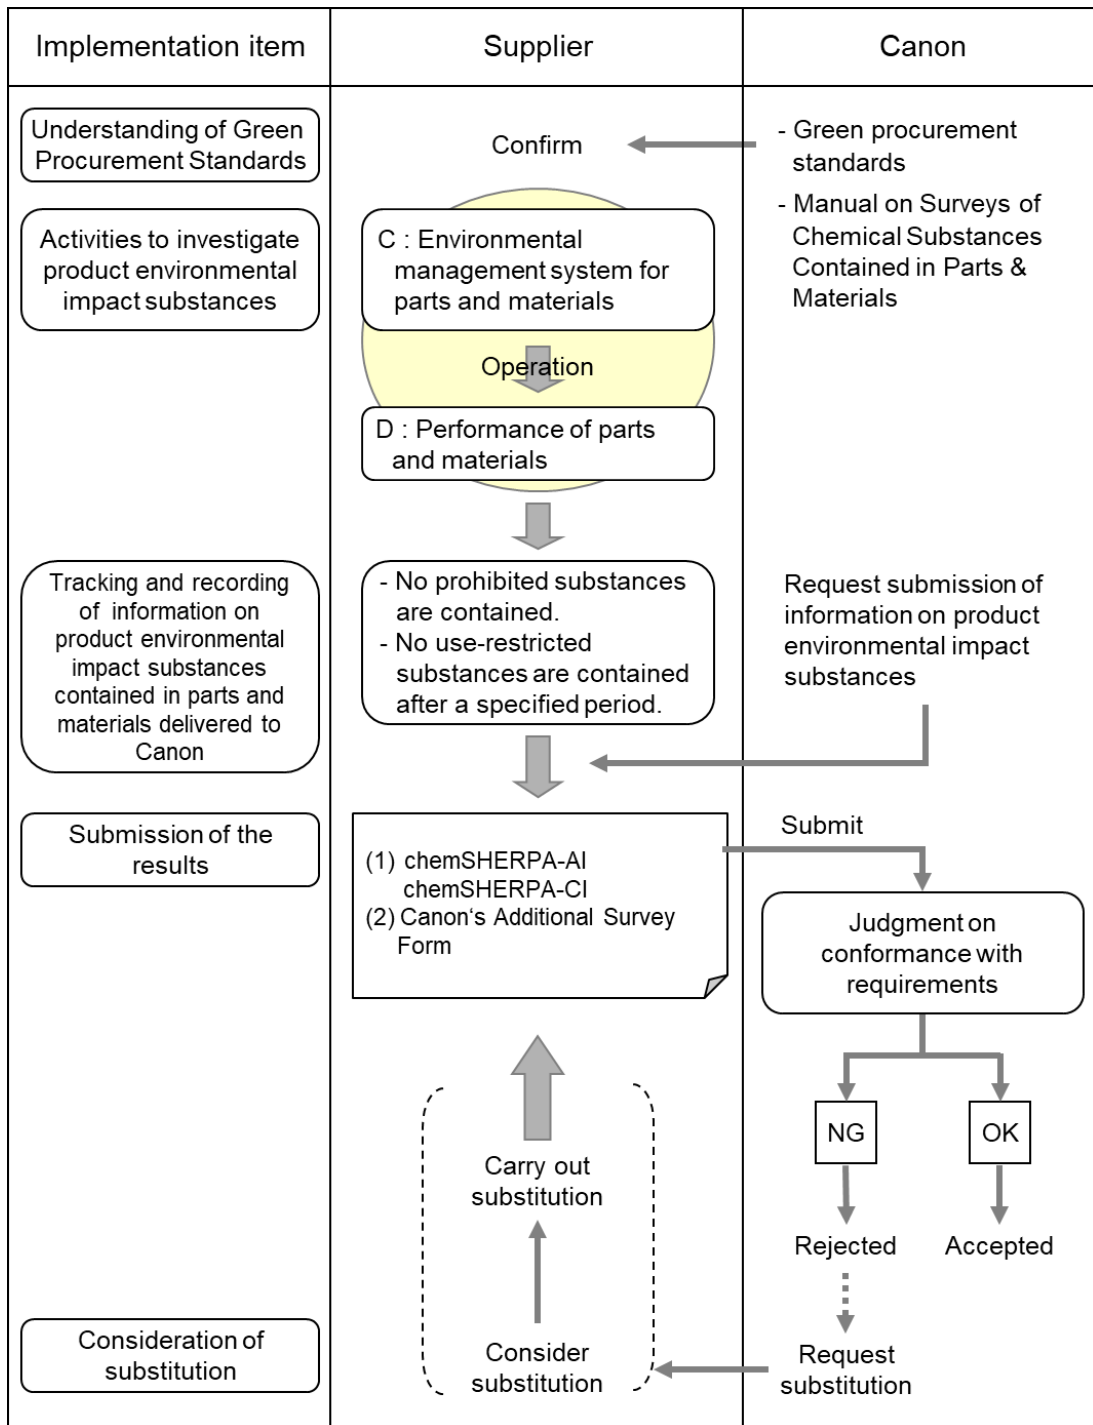 Implementation item
Supplier
Canon
Understanding of Green
Procurement Standards
Confirm
- Green procurement
standards
- Manual on Surveys of
Chemical Substances
Contained in Parts &
Materials
Activities to investigate
product environmental
impact substances
C : Environmental
management system for
parts and materials
Operation
D : Performance of parts
and materials
Tracking and recording
of information on
product environmental
impact substances
contained in parts and
materials delivered to
Canon
- No prohibited substances
are contained.
- No use-restricted
substances are contained
after a specified period.
Request submission of
information on product
environmental impact
substances
Submission of the
results
(1) chemSHERPA-AI
chemSHERPA-CI
(2) Canon‘s Additional Survey
Form
Submit
Judgment on
conformance with
requirements
NG
OK
Rejected
Accepted
Carry out
substitution
Consideration of
substitution
Consider
substitution
Request
substitution